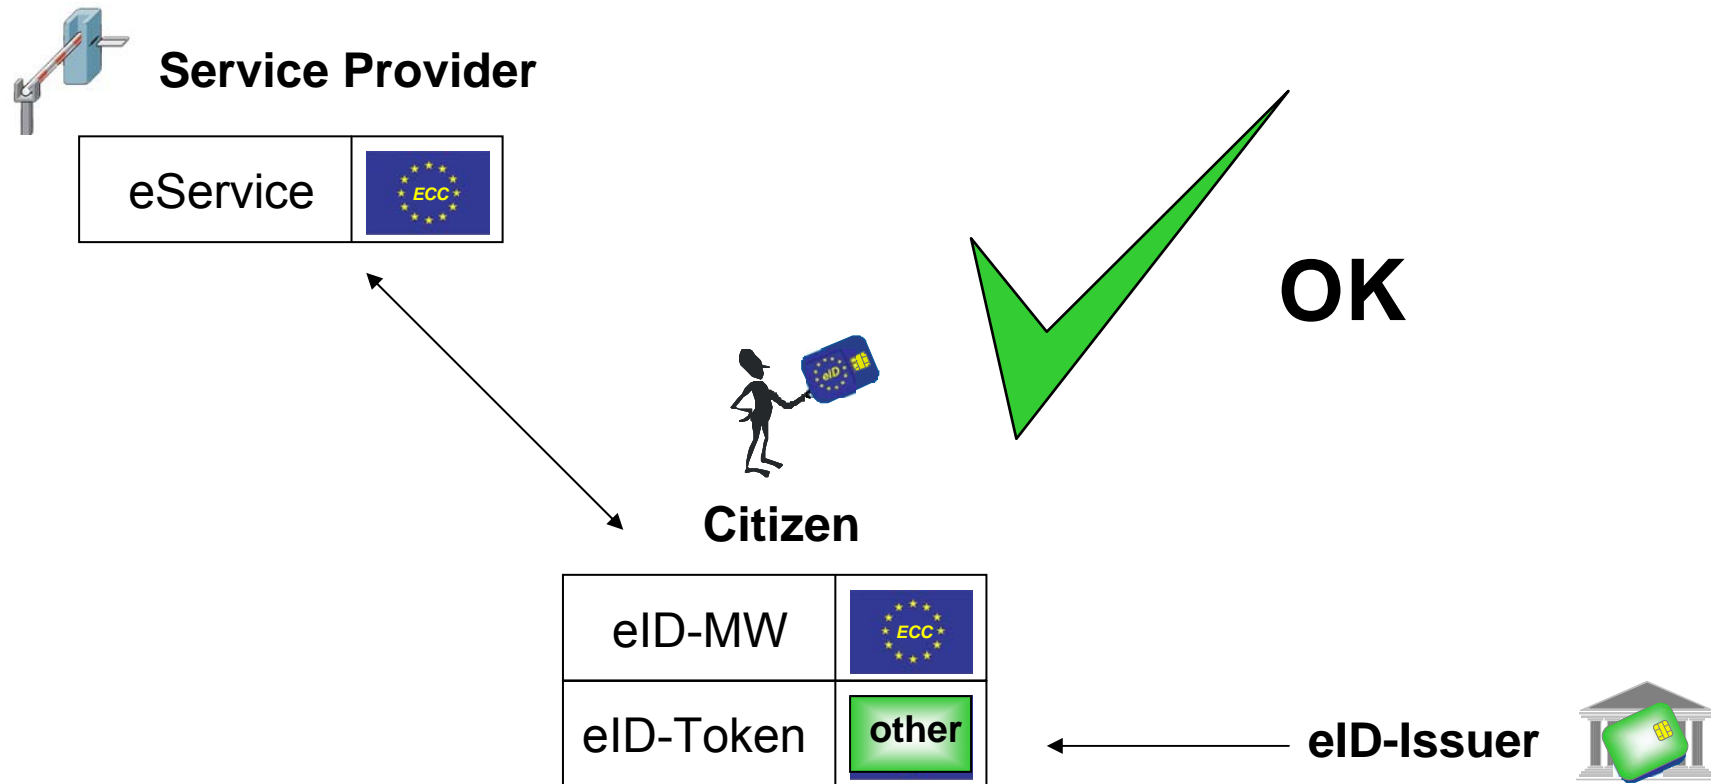 Service Provider
eService
ECC
OK
eID
Citizen
eID-MW
ECC
eID-Token
other
eID-Issuer